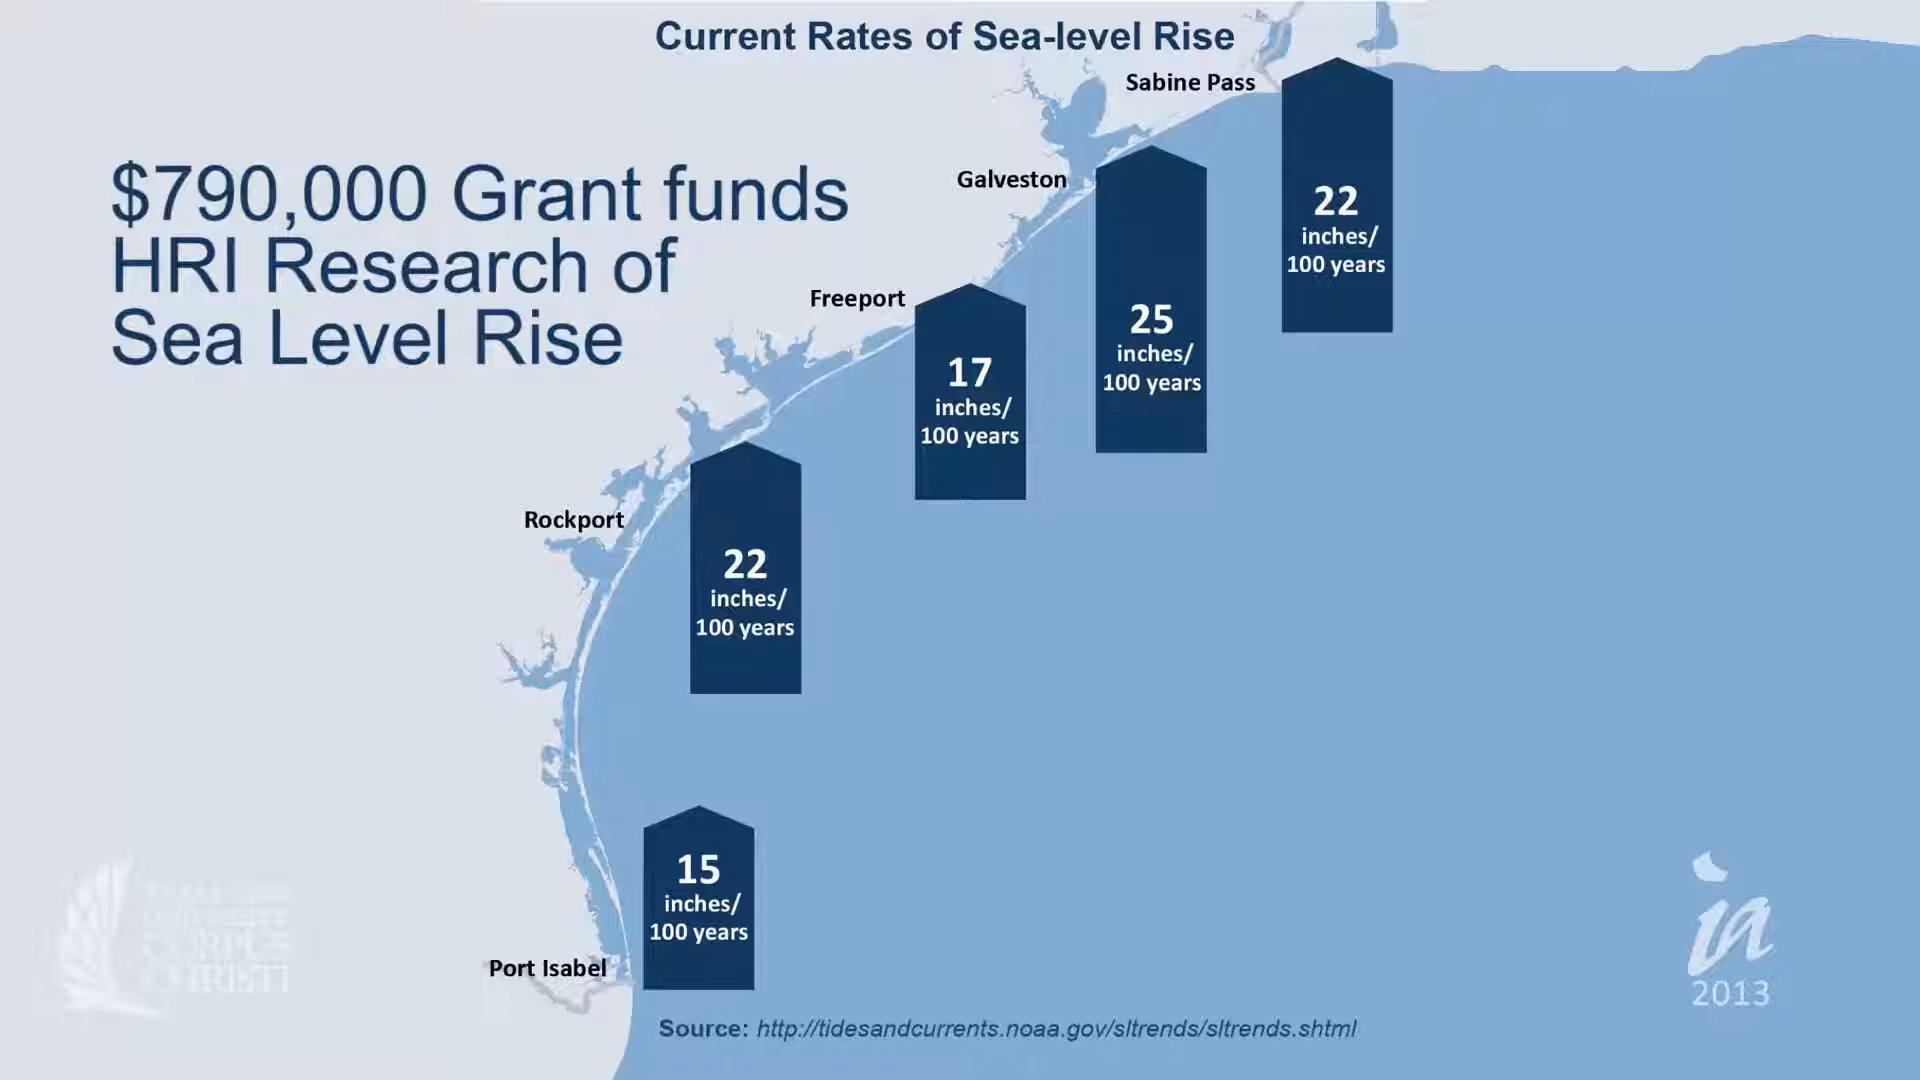 Current Rates of Sea-level Rise
Sabine Pass
$790,000 Grant funds
HRI Research of
Sea Level Rise
Galveston
22
inches/
100 years
Freeport
25
inches/
100 years
17
inches/
100 years
Rockport
22
inches/
100 years
15
inches/
100 years
Port Isabel
CORPUS
CHRISTI
ia
2013
Source: http://tidesandcurrents.noaa.gov/sltrends/sltrends.shtml